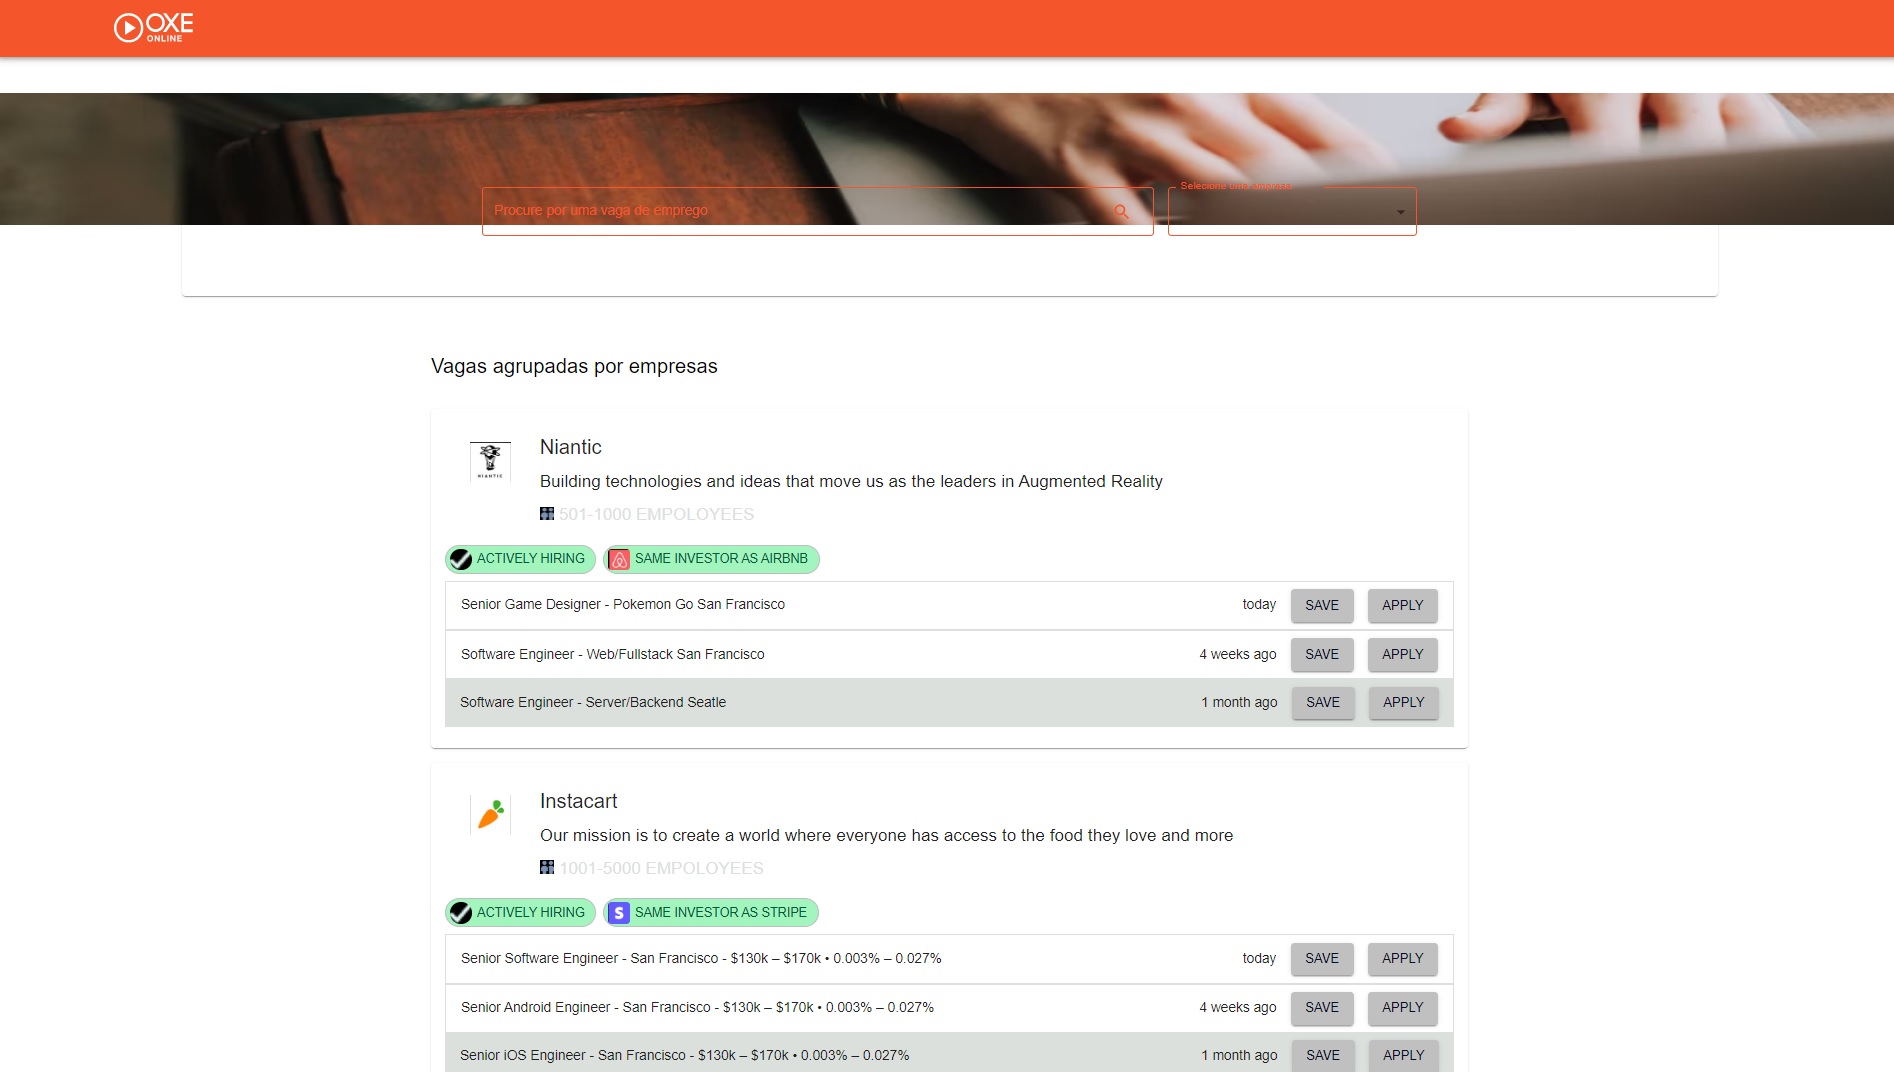 OXE
ONLINE
Selecione uma empresa
Procure por uma vaga de emprego
Vagas agrupadas por empresas
NIANTIC
Niantic
Building technologies and ideas that move us as the leaders in Augmented Reality
501-1000 EMPOLOYEES
ACTIVELY HIRING SAME INVESTOR AS AIRBNB
Senior Game Designer - Pokemon Go San Francisco today SAVE APPLY
Software Engineer - Web/Fullstack San Francisco 4 weeks ago SAVE APPLY
Software Engineer - Server/Backend Seatle 1 month ago SAVE APPLY
Instacart
Our mission is to create a world where everyone has access to the food they love and more
1001-5000 EMPOLOYEES
ACTIVELY HIRING S SAME INVESTOR AS STRIPE
Senior Software Engineer - San Francisco - $130k – $170k • 0.003% – 0.027% today SAVE APPLY
Senior Android Engineer - San Francisco - $130k – $170k • 0.003% – 0.027% 4 weeks ago SAVE APPLY
Senior iOS Engineer - San Francisco - $130k – $170k • 0.003% – 0.027% 1 month ago SAVE APPLY